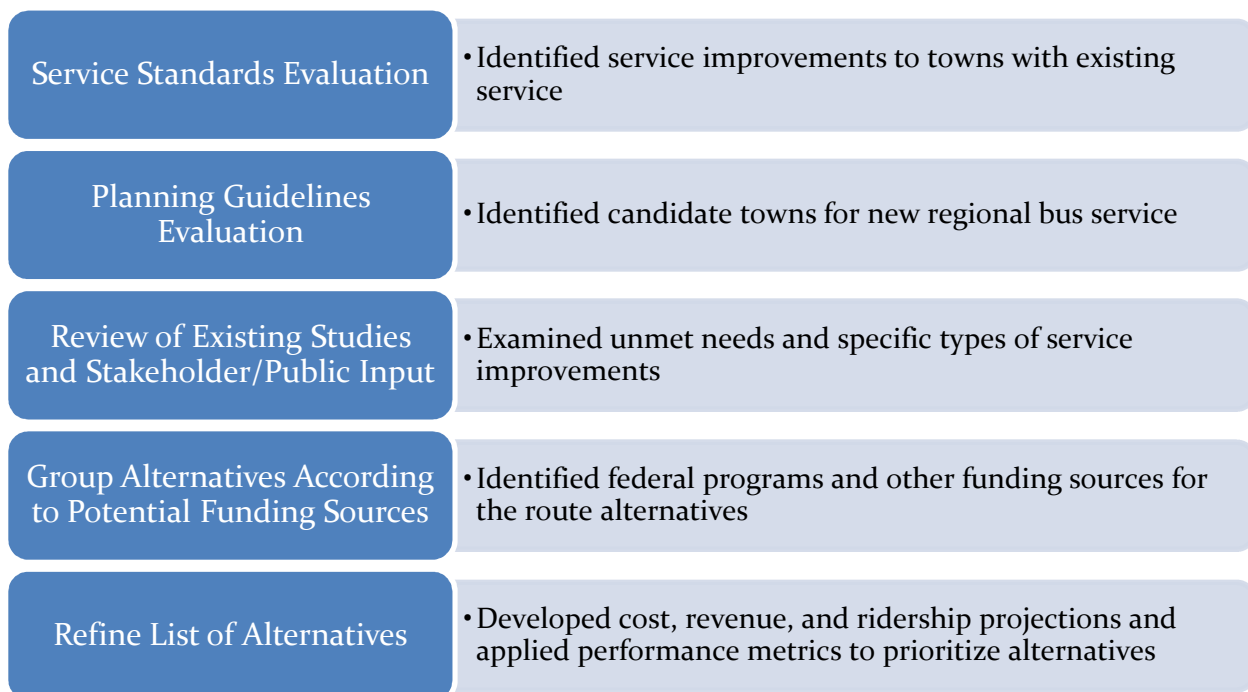 Service Standards Evaluation
•Identified service improvements to towns with existing
service
Planning Guidelines
Evaluation
•Identified candidate towns for new regional bus service
Review of Existing Studies
and Stakeholder/Public Input
•Examined unmet needs and specific types of service
improvements
Group Alternatives According
to Potential Funding Sources
•Identified federal programs and other funding sources for
the route alternatives
Refine List of Alternatives
•Developed cost, revenue, and ridership projections and
applied performance metrics to prioritize alternatives